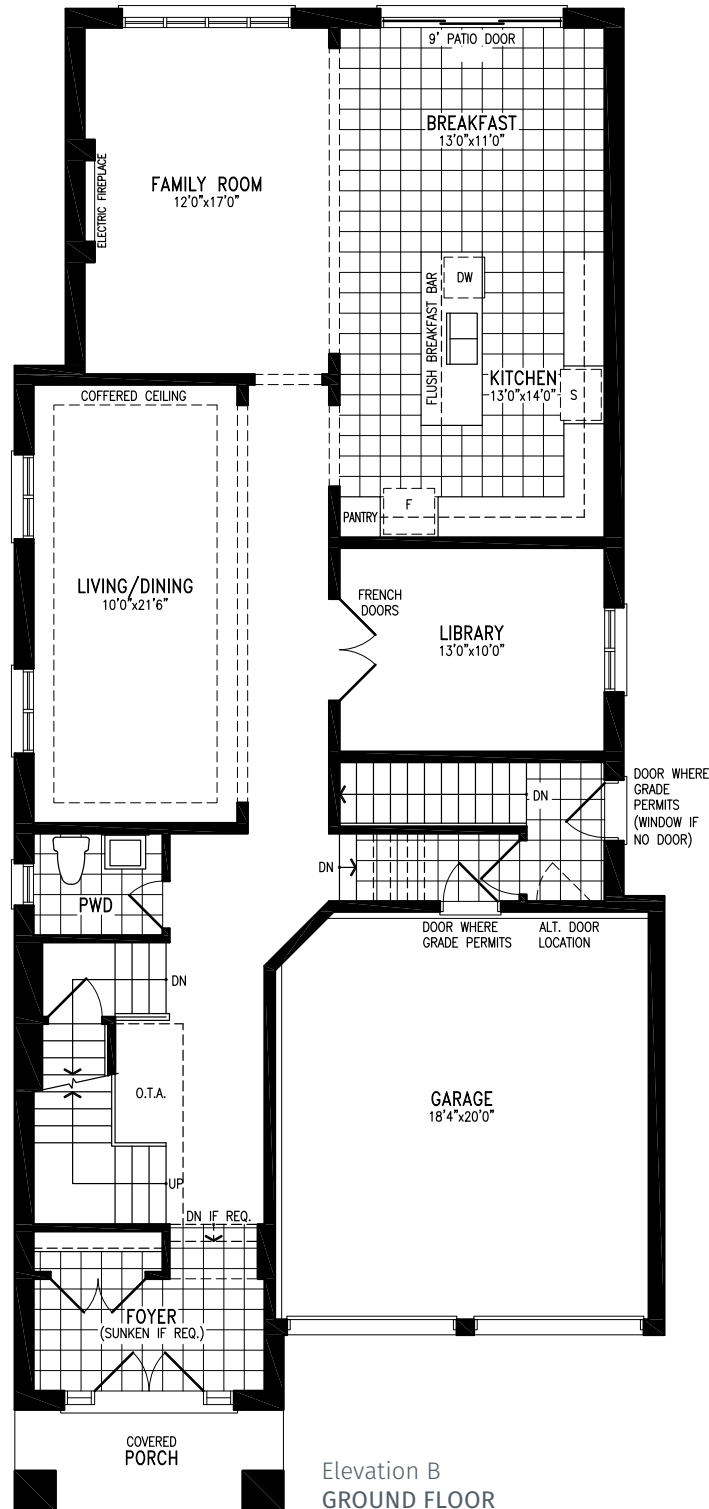 9' PATIO DOOR
BREAKFAST
13'0"x11'0"
FAMILY ROOM
12'0"x17'0"
ELECTRIC FIREPLACE
DW
FLUSH BREAKFAST BAR
KITCHEN
13'0"x14'0"
S
COFFERED CEILING
F
PANTRY
LIVING/DINING
10'0"x21'6"
FRENCH
DOORS
LIBRARY
13'0"x10'0"
DN
DOOR WHERE
GRADE
PERMITS
(WINDOW IF
NO DOOR)
DN
PWD
DOOR WHERE
GRADE PERMITS
ALT. DOOR
LOCATION
DN
O.T.A.
GARAGE
18'4"x20'0"
UP
DN IF REQ.
FOYER
(SUNKEN IF REQ.)
COVERED
PORCH
Elevation B
GROUND FLOOR